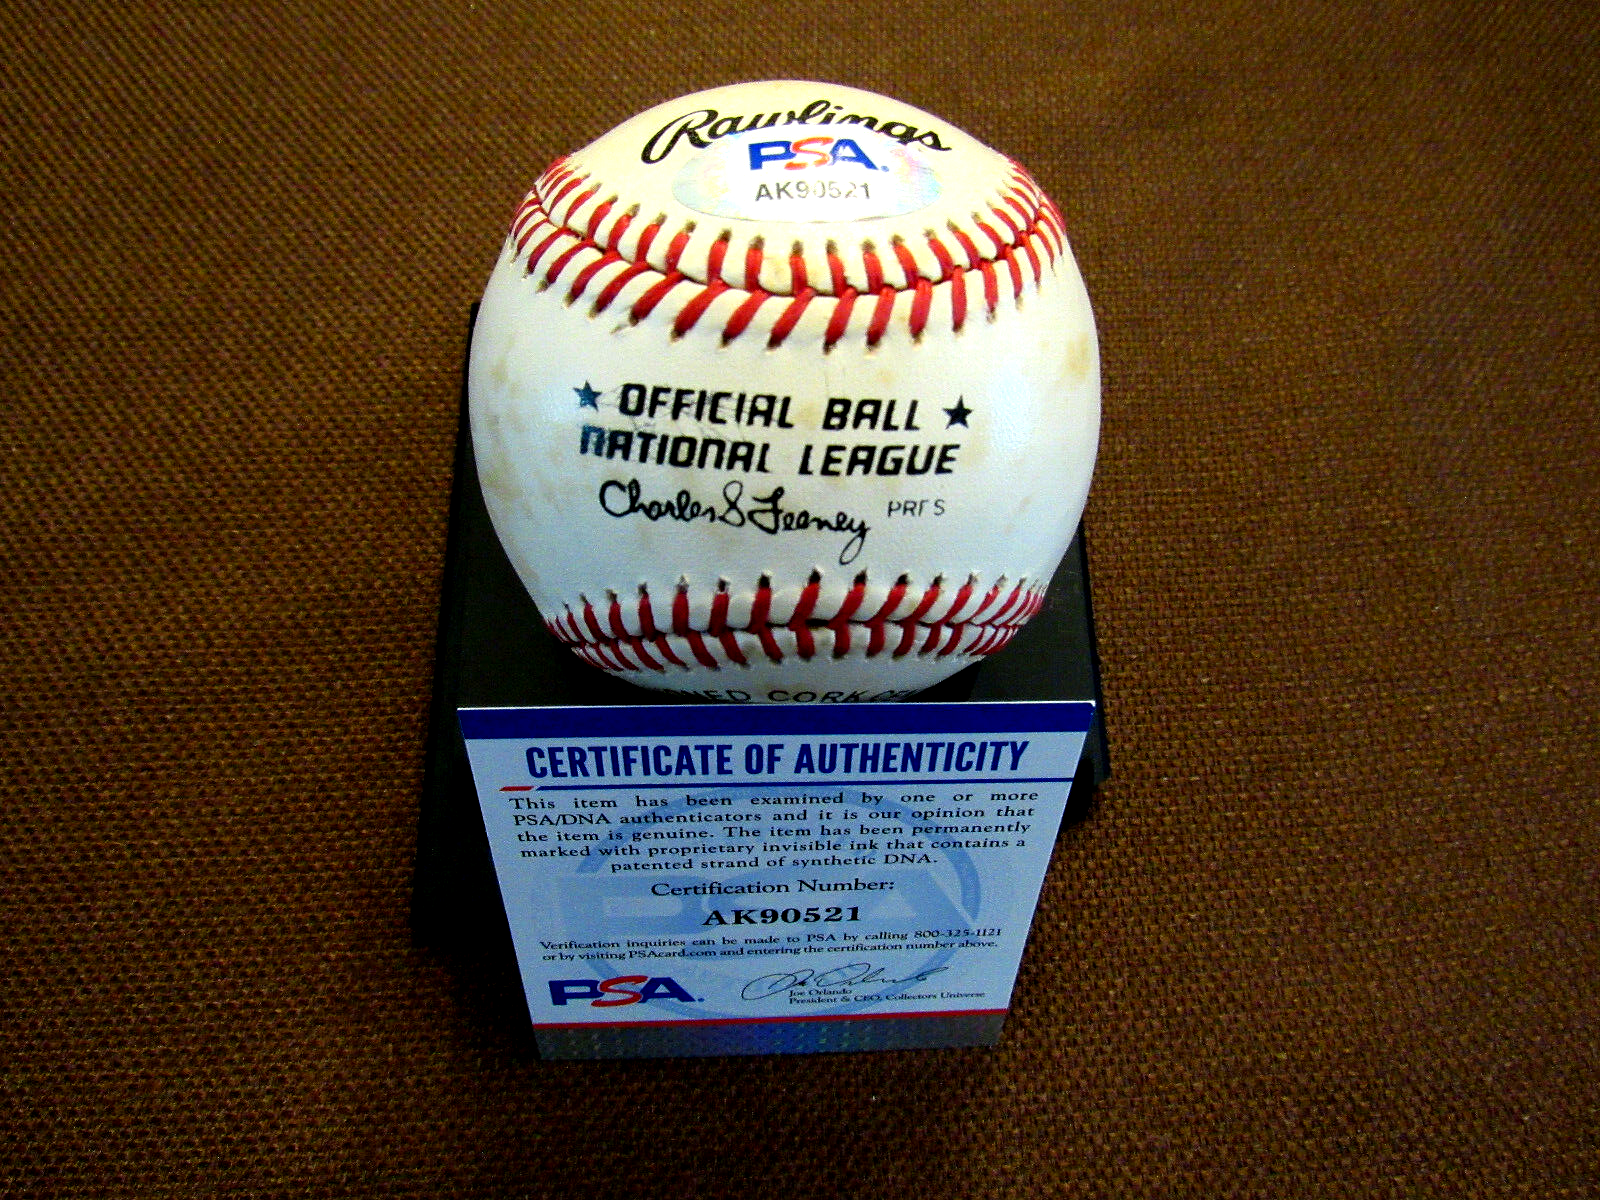 Rawlings
PSA
AK90521
★ OFFICIAL BALL ★
NATIONAL LEAGUE
Charles S Feeney PRES
CORK
CERTIFICATE OF AUTHENTICITY
This item has been examined by one or more
PSA/DNA authenticators and it is our opinion that
the item is genuine. The item has been permanently
marked with proprietary invisible ink that contains a
patented strand of synthetic DNA.
Certification Number:
AK90521
Verification inquiries can be made to PSA by calling 800-325-1121
or by visiting PSAcard.com and entering the certification number above.
PSA.
Joe Orlando
President & CEO, Collectors Universe